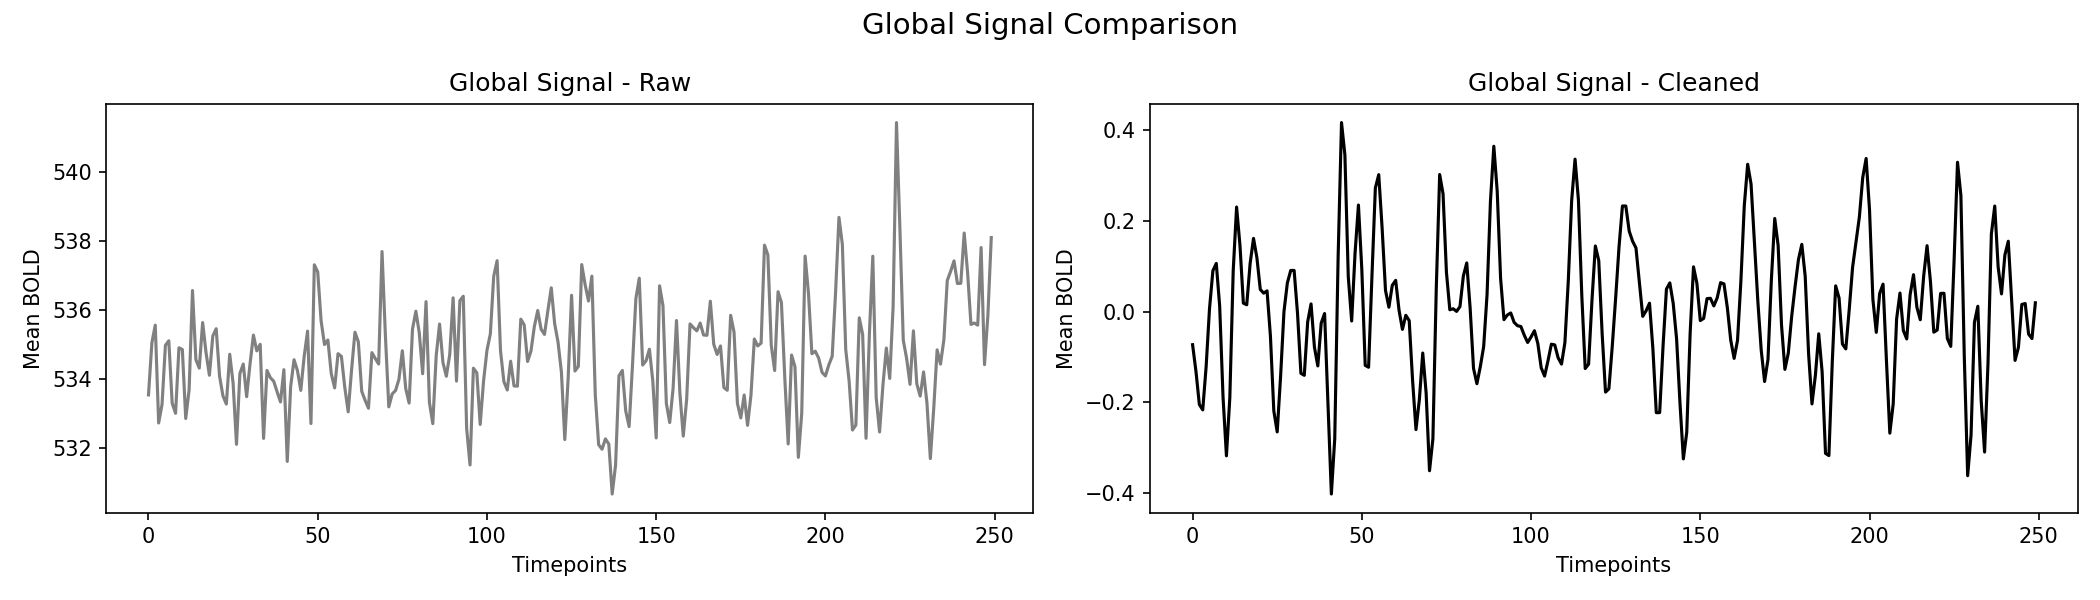 Global Signal Comparison
Global Signal - Raw
Mean BOLD
540
538
536
534
532
0 50 100 150 200 250
Timepoints
Global Signal - Cleaned
Mean BOLD
0.4
0.2
0.0
−0.2
−0.4
0 50 100 150 200 250
Timepoints